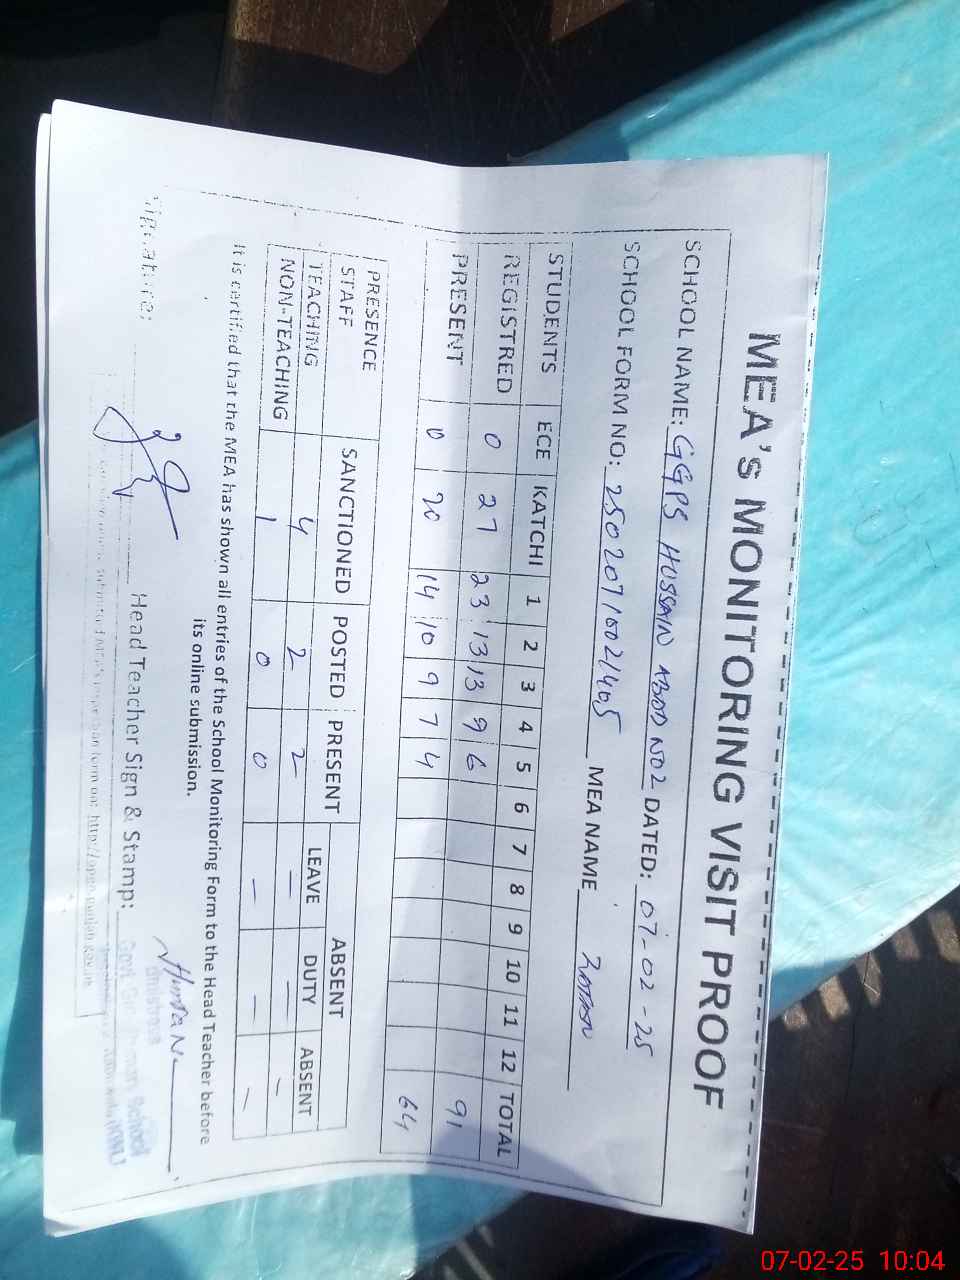 MEA's MONITORING VISIT PROOF
SCHOOL NAME: GGPS HUSSAIN ABAD NO2 DATED: 07-02-25
SCHOOL FORM NO: 25020710021405 MEA NAME
STUDENTS ECE KATCHI 1 2 3 4 5 6 7 8 9 10 11 12 TOTAL
REGISTRED 0 27 23 13 13 9 6 91
PRESENT 0 20 14 10 9 7 4 64
PRESENCE STAFF SANCTIONED POSTED PRESENT ABSENT
LEAVE DUTY ABSENT
TEACHING 4 2 2 — — —
NON-TEACHING 1 0 0 — — —
It is certified that the MEA has shown all entries of the School Monitoring Form to the Head Teacher before
its online submission.
Signature: Head Teacher Sign & Stamp:
Govt. School
07-02-25 10:04